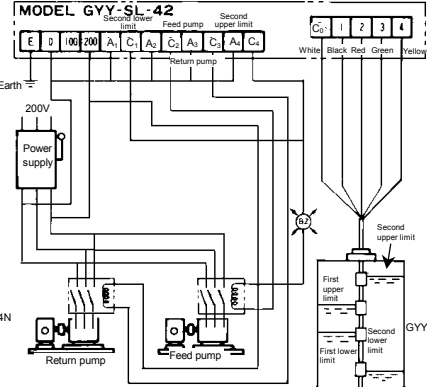 MODEL GYY-SL-42
Second lower limit
Feed pump
Second upper limit
E 0 100 200 A1 C1 A2 C2 A3 C3 A4 C4
C0 1 2 3 4
Return pump
White Black Red Green Yellow
Earth
200V
Power supply
BZ
Second upper limit
First upper limit
4N
GYY
Second lower limit
First lower limit
Return pump
Feed pump